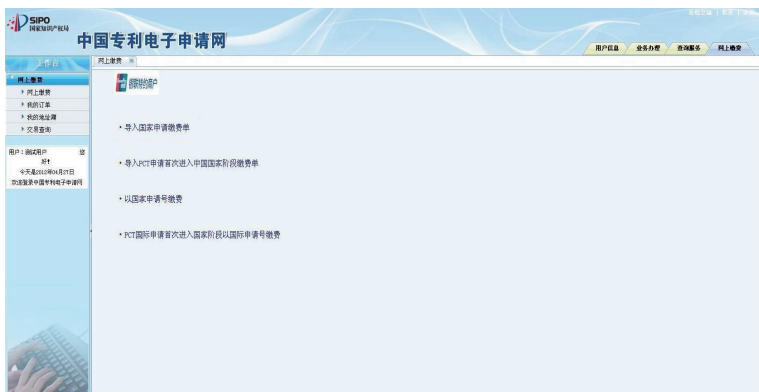 SIPO
国家知识产权局
中国专利电子申请网
用户信息
业务办理
查询服务
网上缴费
工作台
网上缴费
网上缴费
网上缴费
我的订单
我的地址簿
交易查询
银联特约商户
导入国家申请缴费单
导入PCT申请首次进入中国国家阶段缴费单
以国家申请号缴费
PCT国际申请首次进入国家阶段以国际申请号缴费
用户：测试用户 您
好！
今天是2012年04月27日
欢迎登录中国专利电子申请网